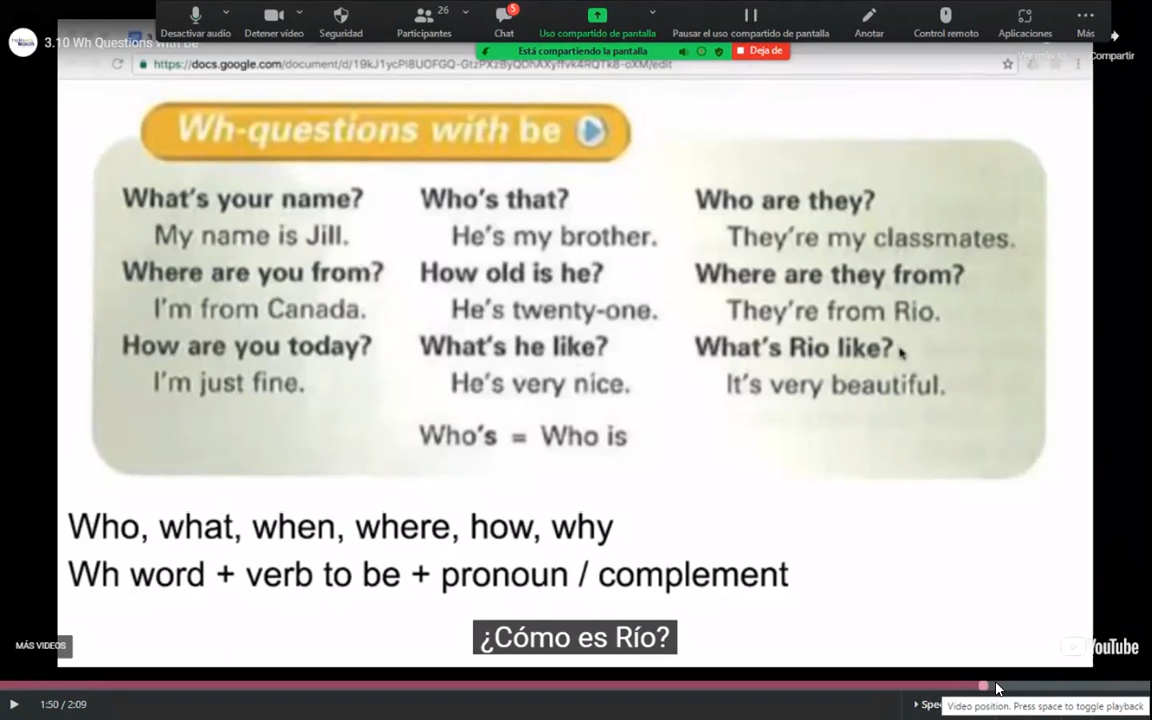 26
5
Desactivar audio
Detener video
Seguridad
Participantes
Chat
Uso compartido de pantalla
Pausar el uso compartido de pantalla
Anotar
Control remoto
Aplicaciones
Más
3.10 Wh Questions with Be
Está compartiendo la pantalla
Deja de
Compartir
Wh-questions with be
What's your name?
My name is Jill.
Where are you from?
I'm from Canada.
How are you today?
I'm just fine.
Who's that?
He's my brother.
How old is he?
He's twenty-one.
What's he like?
He's very nice.
Who's = Who is
Who are they?
They're my classmates.
Where are they from?
They're from Rio.
What's Rio like?
It's very beautiful.
Who, what, when, where, how, why
Wh word + verb to be + pronoun / complement
¿Cómo es Río?
MÁS VIDEOS
YouTube
1:50 / 2:09
Video position. Press space to toggle playback